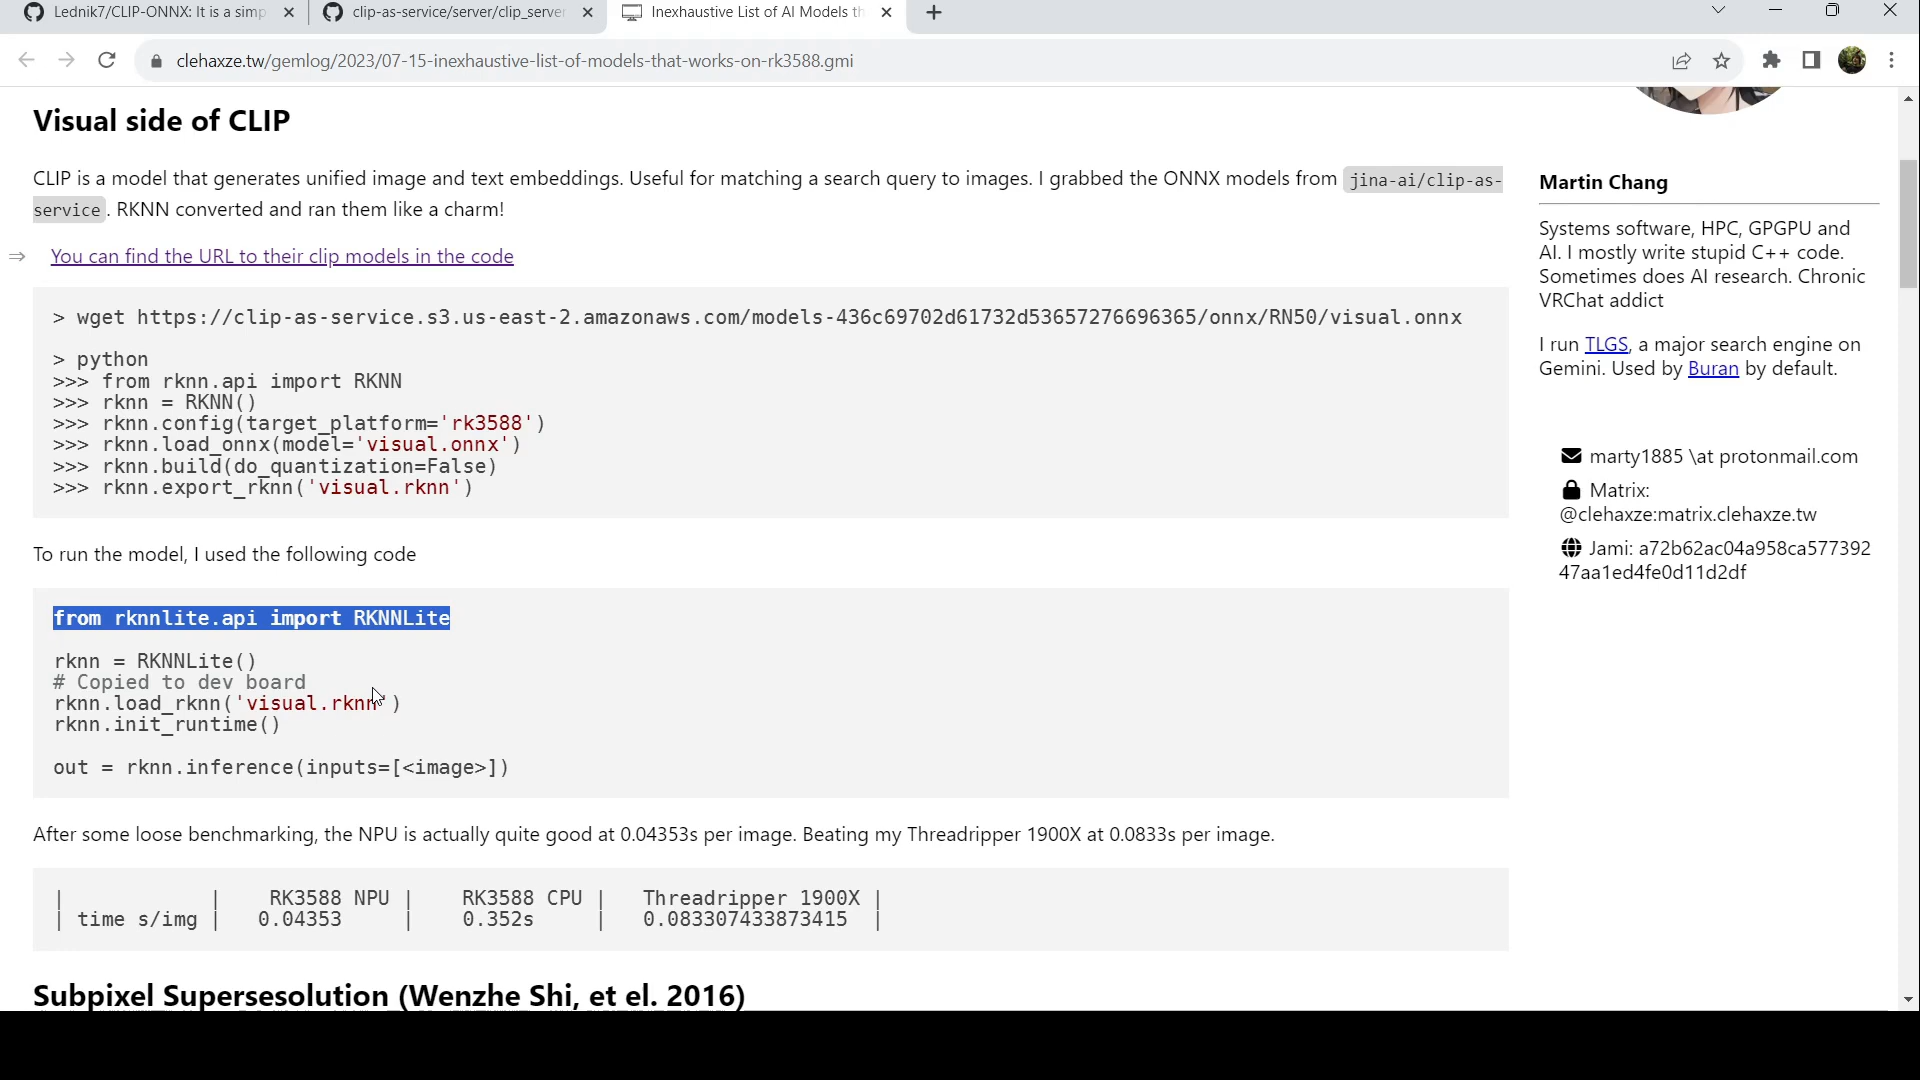 Lednik7/CLIP-ONNX: It is a simp
clip-as-service/server/clip_server
Inexhaustive List of AI Models th
clehaxze.tw/gemlog/2023/07-15-inexhaustive-list-of-models-that-works-on-rk3588.gmi
Visual side of CLIP
CLIP is a model that generates unified image and text embeddings. Useful for matching a search query to images. I grabbed the ONNX models from jina-ai/clip-as-
service . RKNN converted and ran them like a charm!
⇒ You can find the URL to their clip models in the code
> wget https://clip-as-service.s3.us-east-2.amazonaws.com/models-436c69702d61732d53657276696365/onnx/RN50/visual.onnx
> python
>>> from rknn.api import RKNN
>>> rknn = RKNN()
>>> rknn.config(target_platform='rk3588')
>>> rknn.load_onnx(model='visual.onnx')
>>> rknn.build(do_quantization=False)
>>> rknn.export_rknn('visual.rknn')
To run the model, I used the following code
from rknnlite.api import RKNNLite
rknn = RKNNLite()
# Copied to dev board
rknn.load_rknn('visual.rknn')
rknn.init_runtime()
out = rknn.inference(inputs=[<image>])
After some loose benchmarking, the NPU is actually quite good at 0.04353s per image. Beating my Threadripper 1900X at 0.0833s per image.
| | RK3588 NPU | RK3588 CPU | Threadripper 1900X |
| time s/img | 0.04353 | 0.352s | 0.083307433873415 |
Subpixel Supersesolution (Wenzhe Shi, et el. 2016)
Martin Chang
Systems software, HPC, GPGPU and
AI. I mostly write stupid C++ code.
Sometimes does AI research. Chronic
VRChat addict
I run TLGS, a major search engine on
Gemini. Used by Buran by default.
marty1885 \at protonmail.com
Matrix:
@clehaxze:matrix.clehaxze.tw
Jami: a72b62ac04a958ca577392
47aa1ed4fe0d11d2df